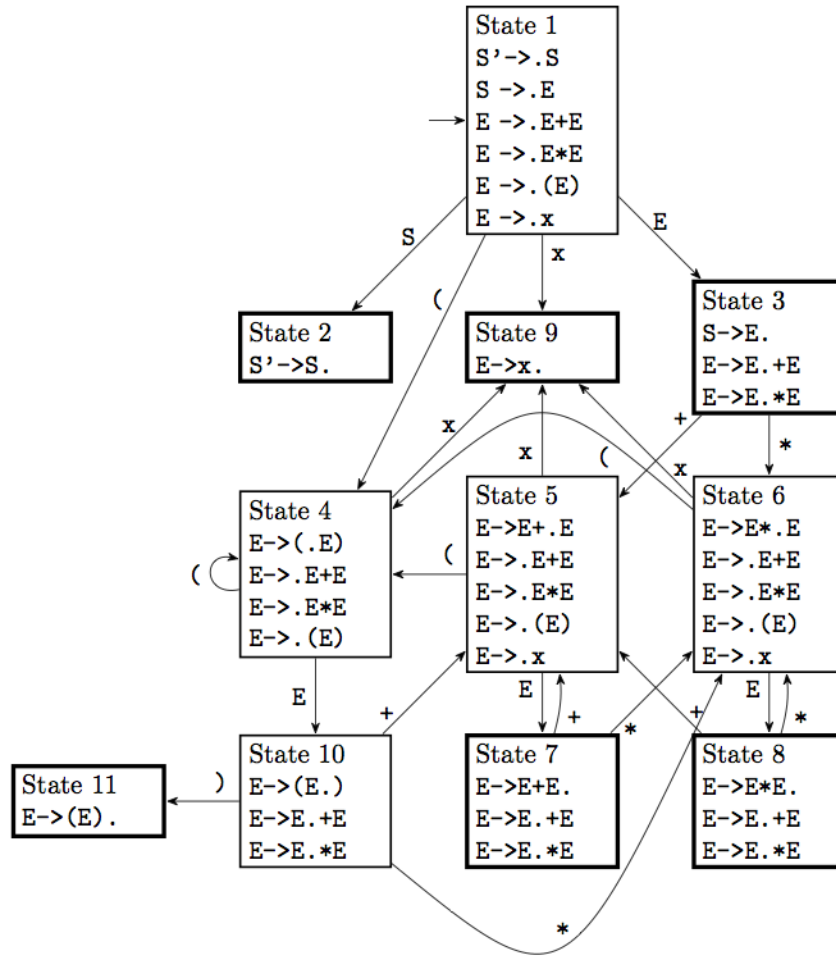 State 1
S'->.S
S ->.E
E ->.E+E
E ->.E*E
E ->.(E)
E ->.x
S
(
x
E
State 2
S'->S.
State 9
E->x.
State 3
S->E.
E->E.+E
E->E.*E
x
x
(
x
+
*
State 4
E->(.E)
E->.E+E
E->.E*E
E->.(E)
(
(
State 5
E->E+.E
E->.E+E
E->.E*E
E->.(E)
E->.x
State 6
E->E*.E
E->.E+E
E->.E*E
E->.(E)
E->.x
E
+
E
+
*
+
E
*
State 11
E->(E).
)
State 10
E->(E.)
E->E.+E
E->E.*E
State 7
E->E+E.
E->E.+E
E->E.*E
State 8
E->E*E.
E->E.+E
E->E.*E
*